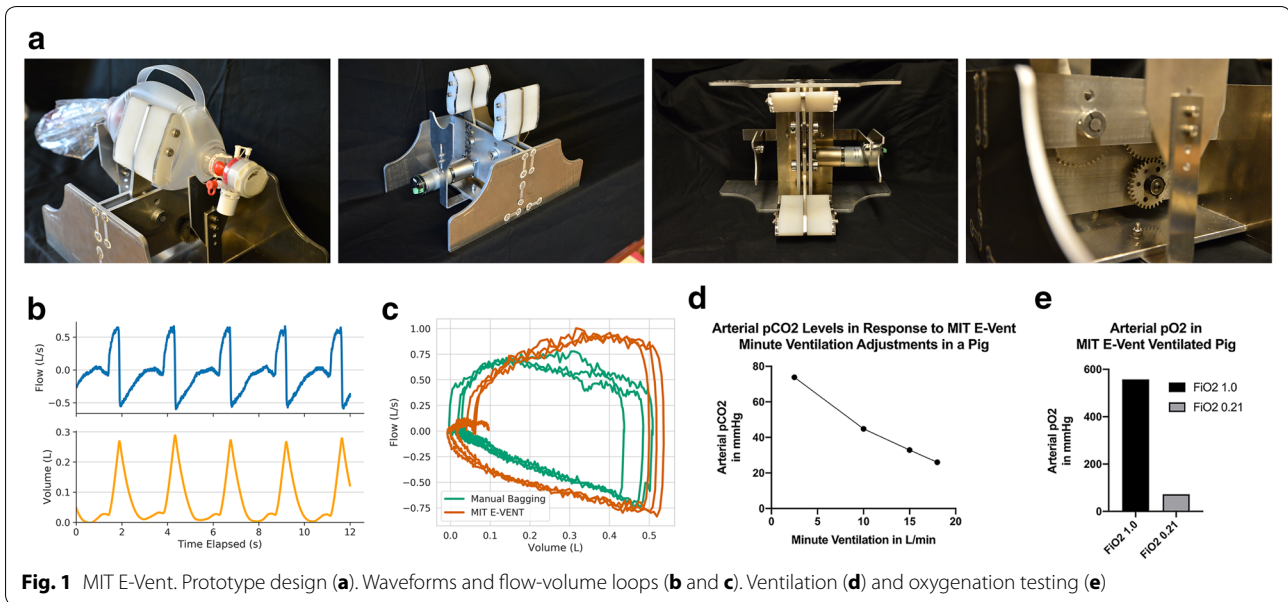 a
b
0.5
0.0
−0.5
Flow (L/s)
0.3
0.2
0.1
0.0
Volume (L)
0 2 4 6 8 10 12
Time Elapsed (s)
c
1.00
0.75
0.50
0.25
0.00
−0.25
−0.50
−0.75
Flow (L/s)
Manual Bagging
MIT E-VENT
0.0 0.1 0.2 0.3 0.4 0.5
Volume (L)
d
Arterial pCO2 Levels in Response to MIT E-Vent
Minute Ventilation Adjustments in a Pig
80
60
40
20
0
Arterial pCO2
in mmHg
0 5 10 15 20
Minute Ventilation in L/min
e
Arterial pO2 in
MIT E-Vent Ventilated Pig
600
400
200
0
Arterial pO2
in mmHg
FiO2 1.0
FiO2 0.21
FiO2 1.0
FiO2 0.21
Fig. 1 MIT E-Vent. Prototype design (a). Waveforms and flow-volume loops (b and c). Ventilation (d) and oxygenation testing (e)